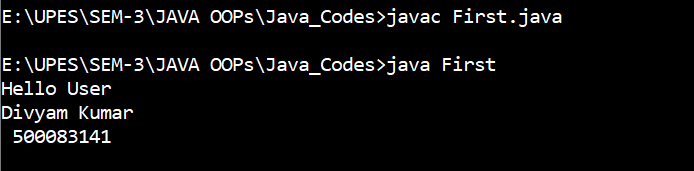 E:\UPES\SEM-3\JAVA OOPs\Java_Codes>javac First.java
E:\UPES\SEM-3\JAVA OOPs\Java_Codes>java First
Hello User
Divyam Kumar
 500083141